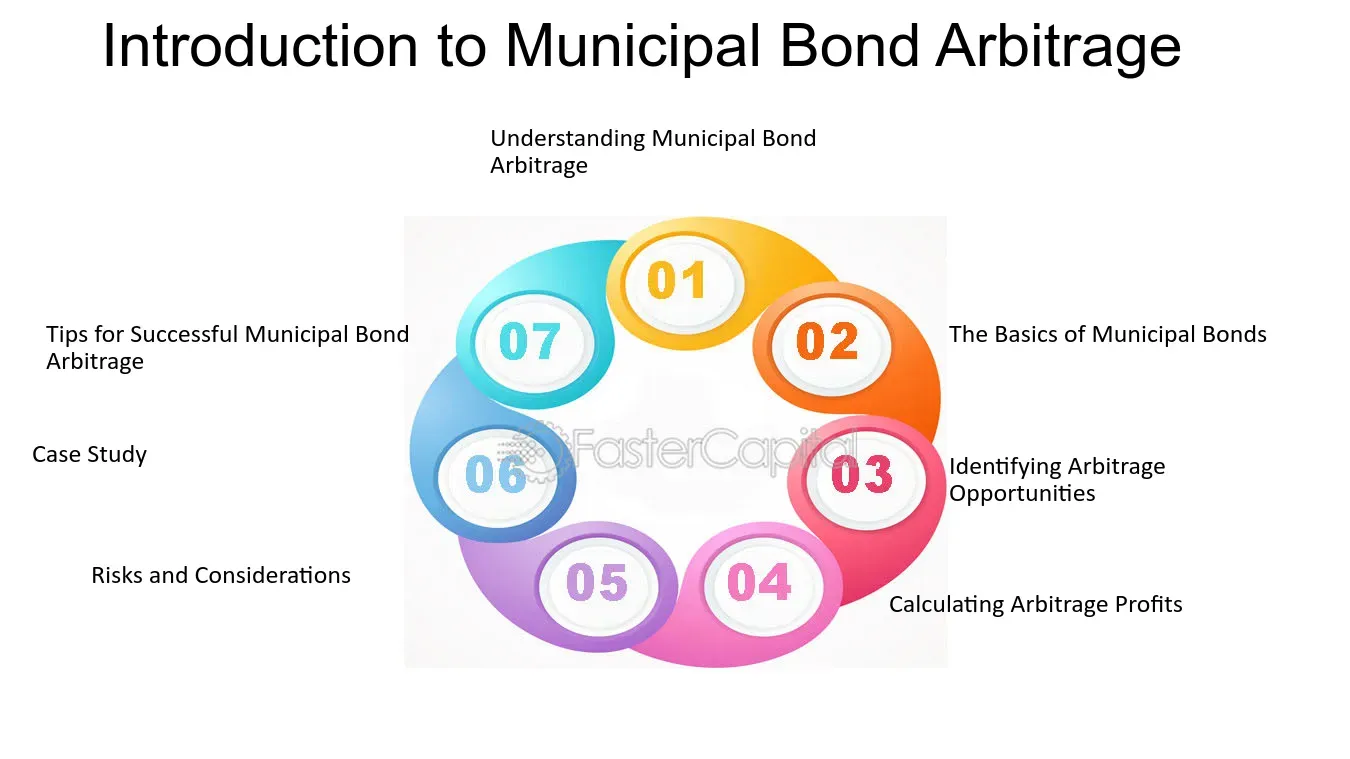 Introduction to Municipal Bond Arbitrage
Understanding Municipal Bond
Arbitrage
01
07
02
Tips for Successful Municipal Bond
Arbitrage
The Basics of Municipal Bonds
Case Study
FasterCapital
06
03
Identifying Arbitrage
Opportunities
Risks and Considerations
05
04
Calculating Arbitrage Profits